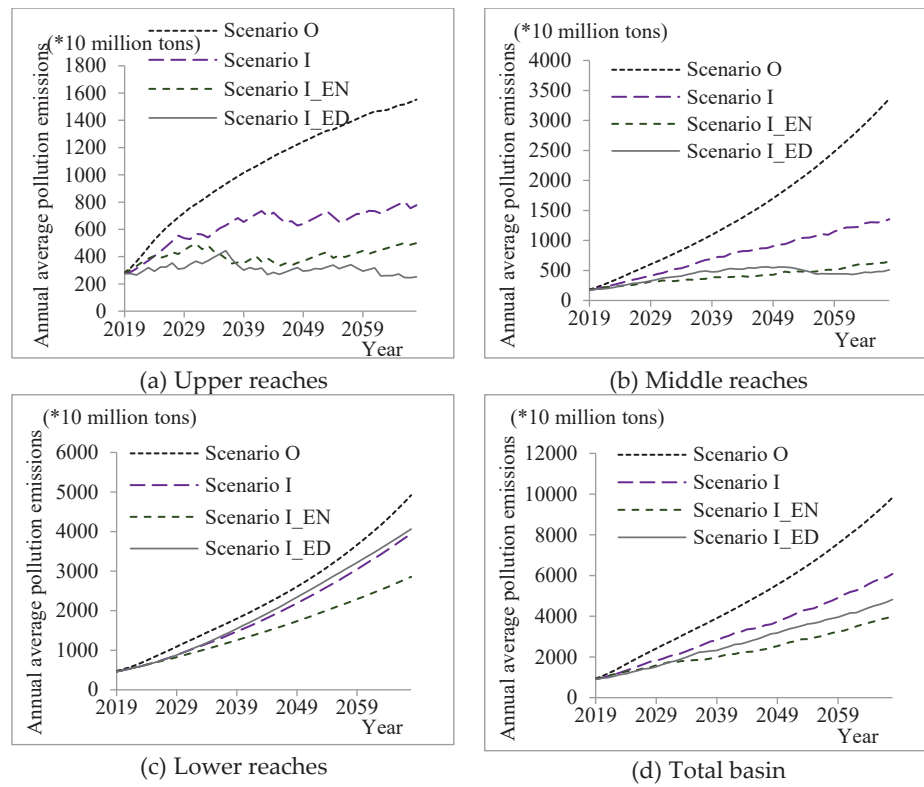 (*10 million tons)
Annual average pollution emissions
Scenario O
Scenario I
Scenario I_EN
Scenario I_ED
1800
1600
1400
1200
1000
800
600
400
200
0
2019 2029 2039 2049 2059
Year
(a) Upper reaches
(*10 million tons)
Annual average pollution emissions
Scenario O
Scenario I
Scenario I_EN
Scenario I_ED
4000
3500
3000
2500
2000
1500
1000
500
0
2019 2029 2039 2049 2059
Year
(b) Middle reaches
(*10 million tons)
Annual average pollution emissions
Scenario O
Scenario I
Scenario I_EN
Scenario I_ED
6000
5000
4000
3000
2000
1000
0
2019 2029 2039 2049 2059
Year
(c) Lower reaches
(*10 million tons)
Annual average pollution emissions
Scenario O
Scenario I
Scenario I_EN
Scenario I_ED
12000
10000
8000
6000
4000
2000
0
2019 2029 2039 2049 2059
Year
(d) Total basin